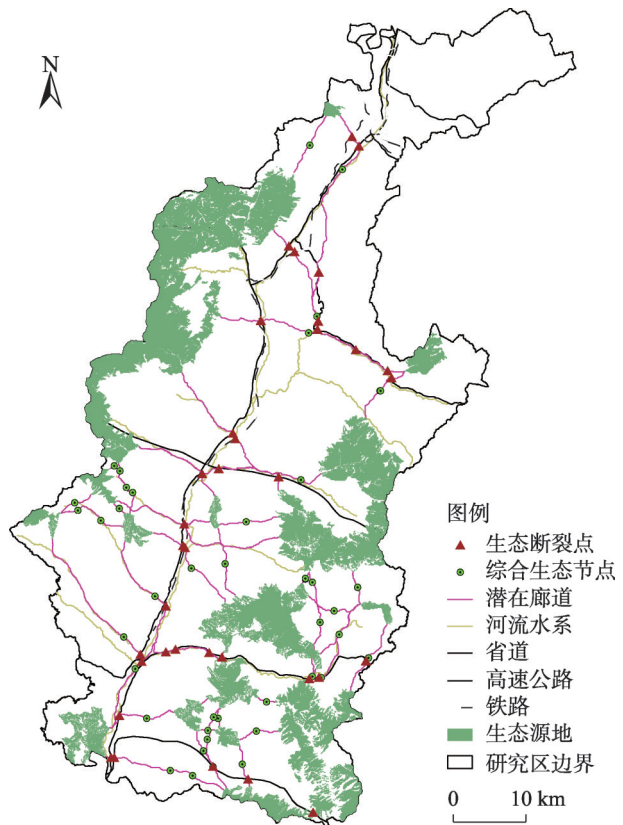 N
图例
生态断裂点
综合生态节点
潜在廊道
河流水系
省道
高速公路
铁路
生态源地
研究区边界
0 10 km